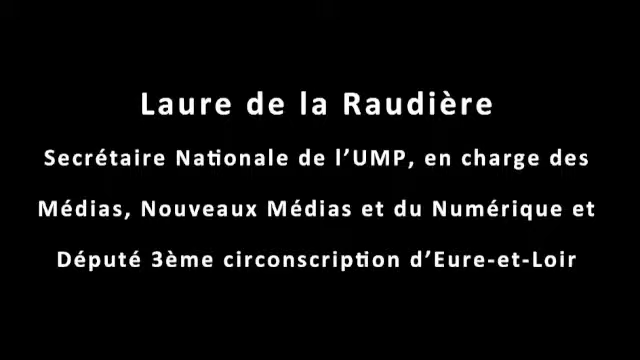 Laure de la Raudière
Secrétaire Nationale de l’UMP, en charge des
Médias, Nouveaux Médias et du Numérique et
Député 3ème circonscription d’Eure-et-Loir